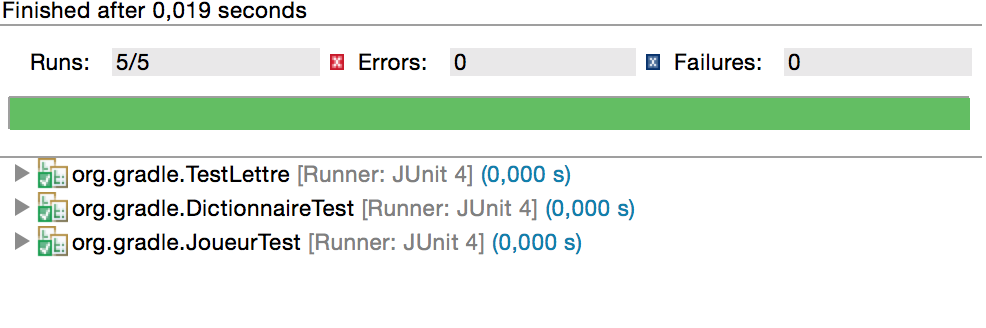 Finished after 0,019 seconds
Runs: 5/5 Errors: 0 Failures: 0
org.gradle.TestLettre [Runner: JUnit 4] (0,000 s)
org.gradle.DictionnaireTest [Runner: JUnit 4] (0,000 s)
org.gradle.JoueurTest [Runner: JUnit 4] (0,000 s)